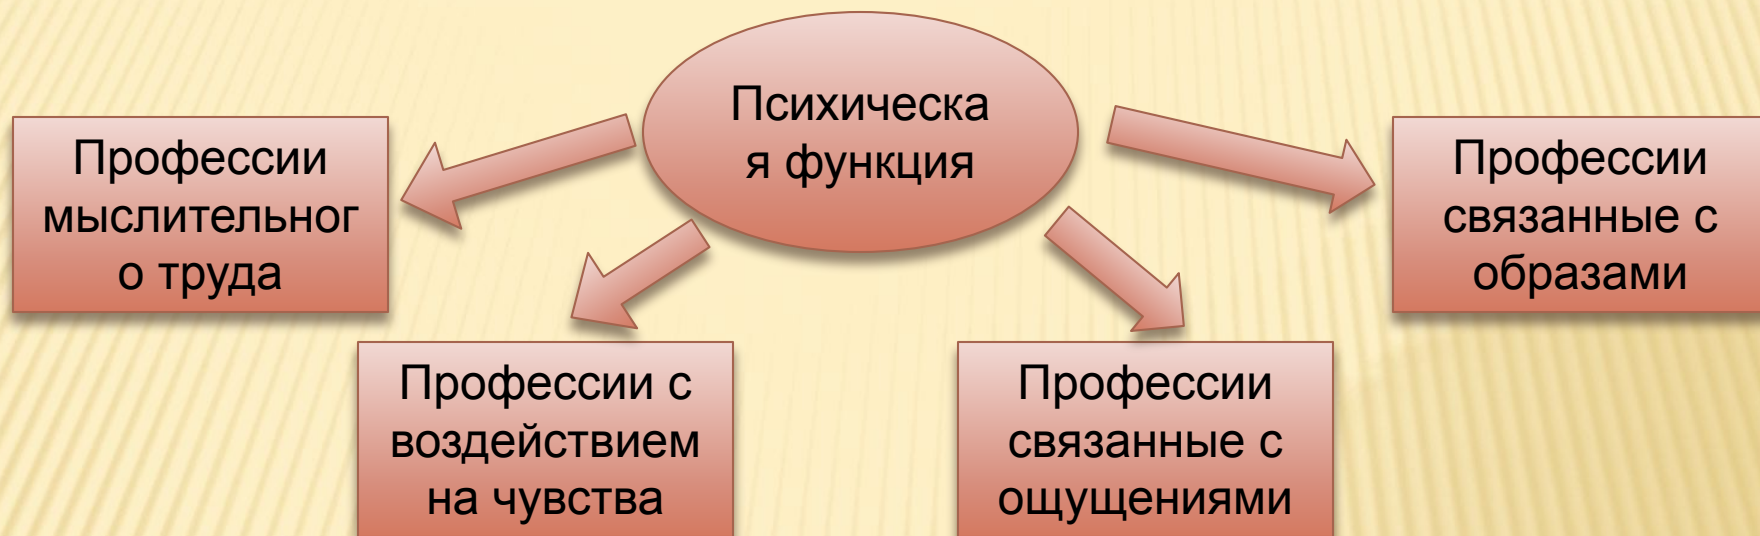 Психическа
я функция
Профессии
мыслительног
о труда
Профессии с
воздействием
на чувства
Профессии
связанные с
ощущениями
Профессии
связанные с
образами